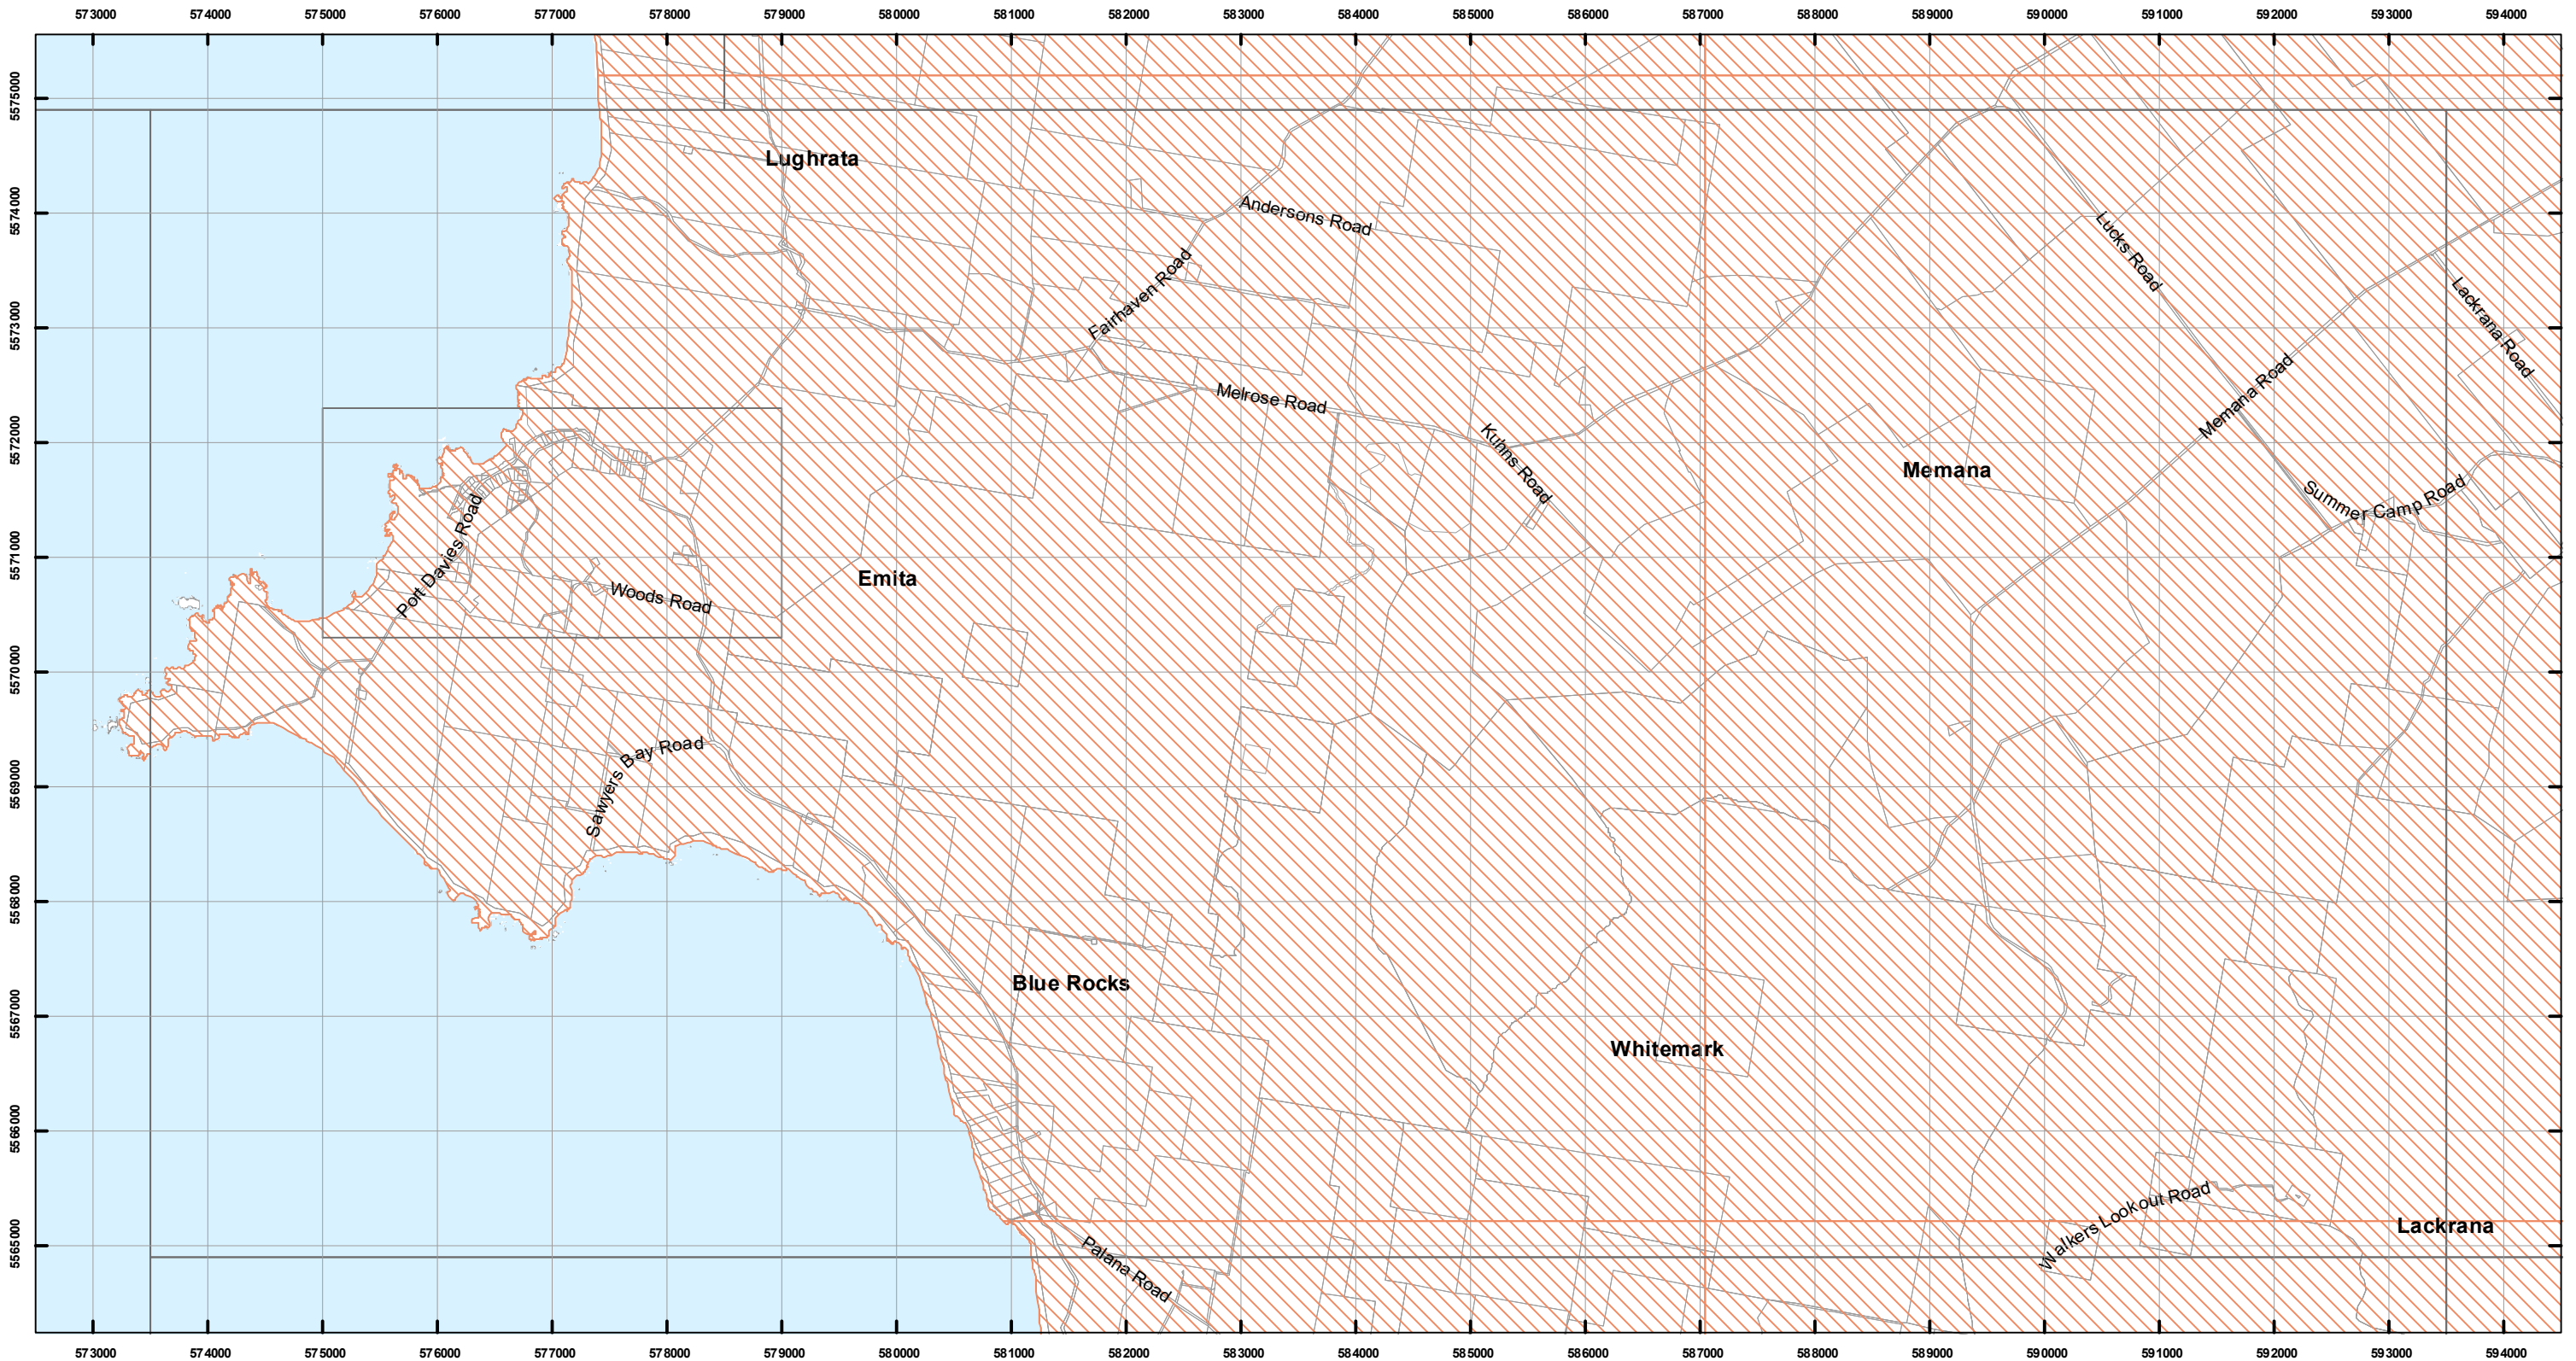 573000 574000 575000 576000 577000 578000 579000 580000 581000 582000 583000 584000 585000 586000 587000 588000 589000 590000 591000 592000 593000 594000
5575000
Lughrata
5574000
Andersons Road
Lucks Road
Fairhaven Road
Lackrana Road
5573000
Melrose Road
Memana Road
5572000
Kuhns Road
Memana
Summer Camp Road
Port Davies Road
5571000
Emita
Woods Road
5570000
Sawyers Bay Road
5569000
5568000
Blue Rocks
5567000
Whitemark
5566000
Walkers Lookout Road
Lackrana
5565000
Palana Road
573000 574000 575000 576000 577000 578000 579000 580000 581000 582000 583000 584000 585000 586000 587000 588000 589000 590000 591000 592000 593000 594000